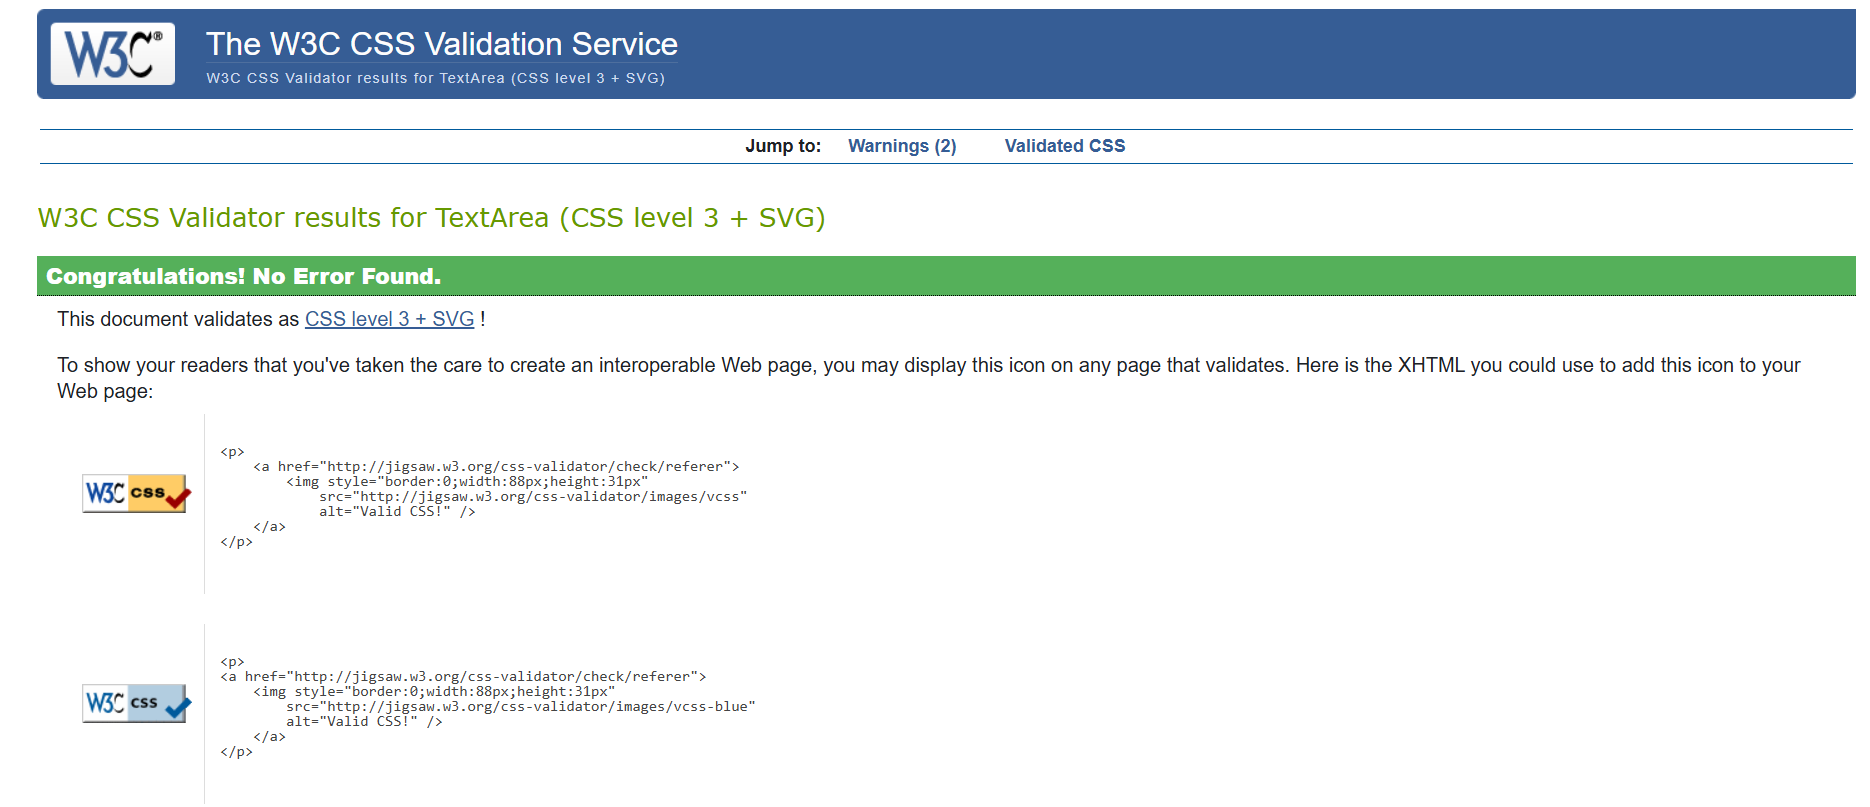 W3C®
The W3C CSS Validation Service
W3C CSS Validator results for TextArea (CSS level 3 + SVG)
Jump to: Warnings (2) Validated CSS
W3C CSS Validator results for TextArea (CSS level 3 + SVG)
Congratulations! No Error Found.
This document validates as CSS level 3 + SVG !
To show your readers that you've taken the care to create an interoperable Web page, you may display this icon on any page that validates. Here is the XHTML you could use to add this icon to your
Web page:
W3C css
<p>
    <a href="http://jigsaw.w3.org/css-validator/check/referer">
        <img style="border:0;width:88px;height:31px"
            src="http://jigsaw.w3.org/css-validator/images/vcss"
            alt="Valid CSS!" />
    </a>
</p>
W3C css
<p>
<a href="http://jigsaw.w3.org/css-validator/check/referer">
    <img style="border:0;width:88px;height:31px"
        src="http://jigsaw.w3.org/css-validator/images/vcss-blue"
        alt="Valid CSS!" />
    </a>
</p>